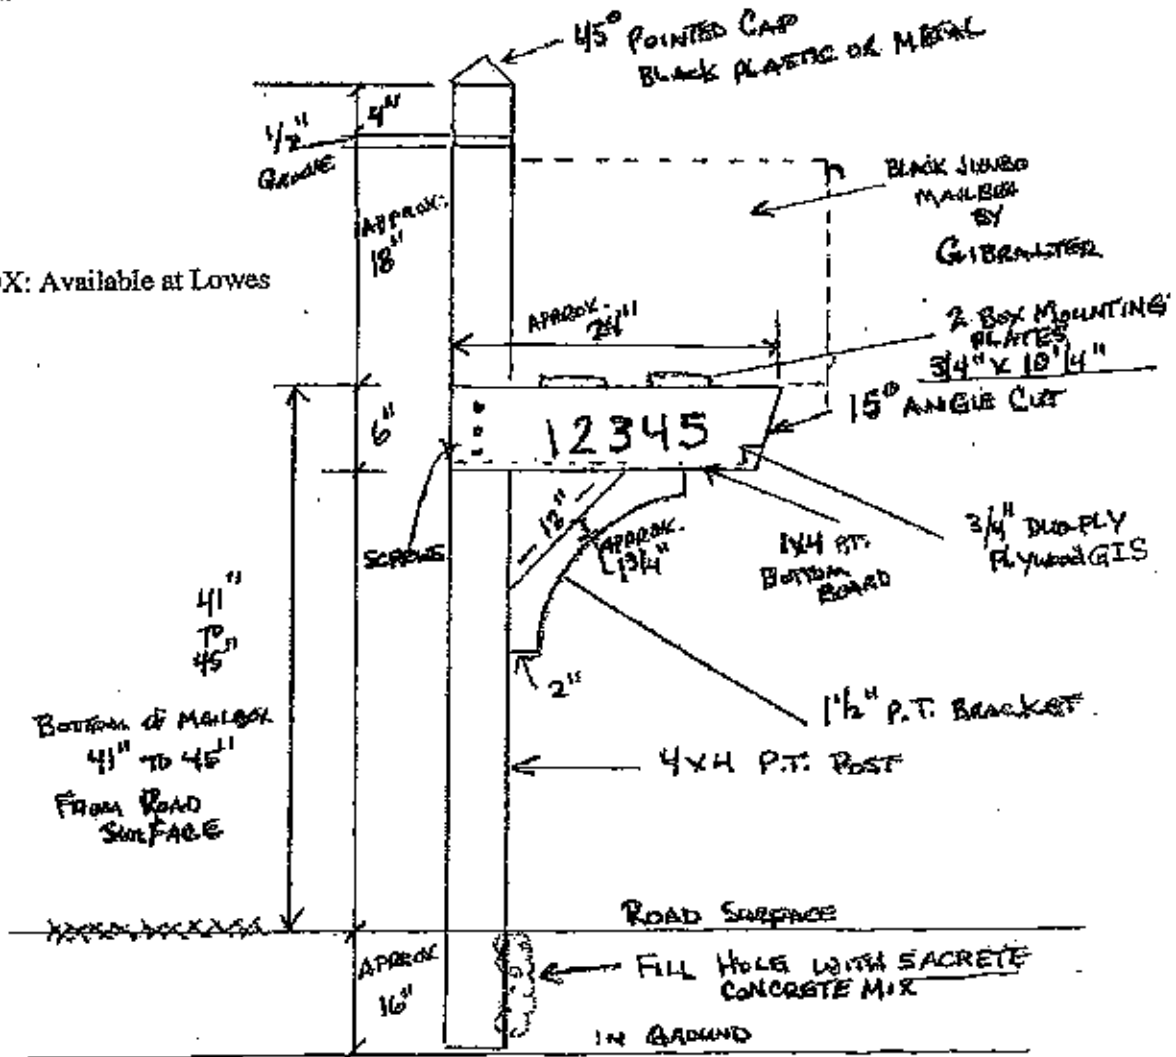 45° POINTED CAP
BLACK PLASTIC OR METAL
4"
1/2"
GROOVE
APPROX.
18"
BLACK JUMBO
MAILBOX
BY
GIBRALTER
OX: Available at Lowes
APPROX.
24"
2 BOX MOUNTING
PLATES
3/4" X 10 1/4"
15° ANGLE CUT
6"
12345
12"
APPROX.
1 3/4"
SCREWS
1X4 P.T.
BOTTOM
BOARD
3/4" DUO-PLY
PLYWOOD GIS
41"
TO
45"
2"
1 1/2" P.T. BRACKET
BOTTOM OF MAILBOX
41" TO 45"
FROM ROAD
SURFACE
4X4 P.T. POST
ROAD SURFACE
APPROX
16"
FILL HOLE WITH SACRETE
CONCRETE MIX
IN GROUND